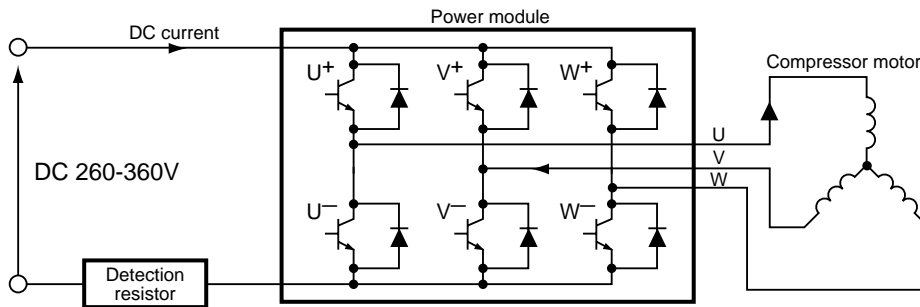 Power module
DC current
U+ V+ W+
Compressor motor
U
V
W
DC 260-360V
U− V− W−
Detection
resistor